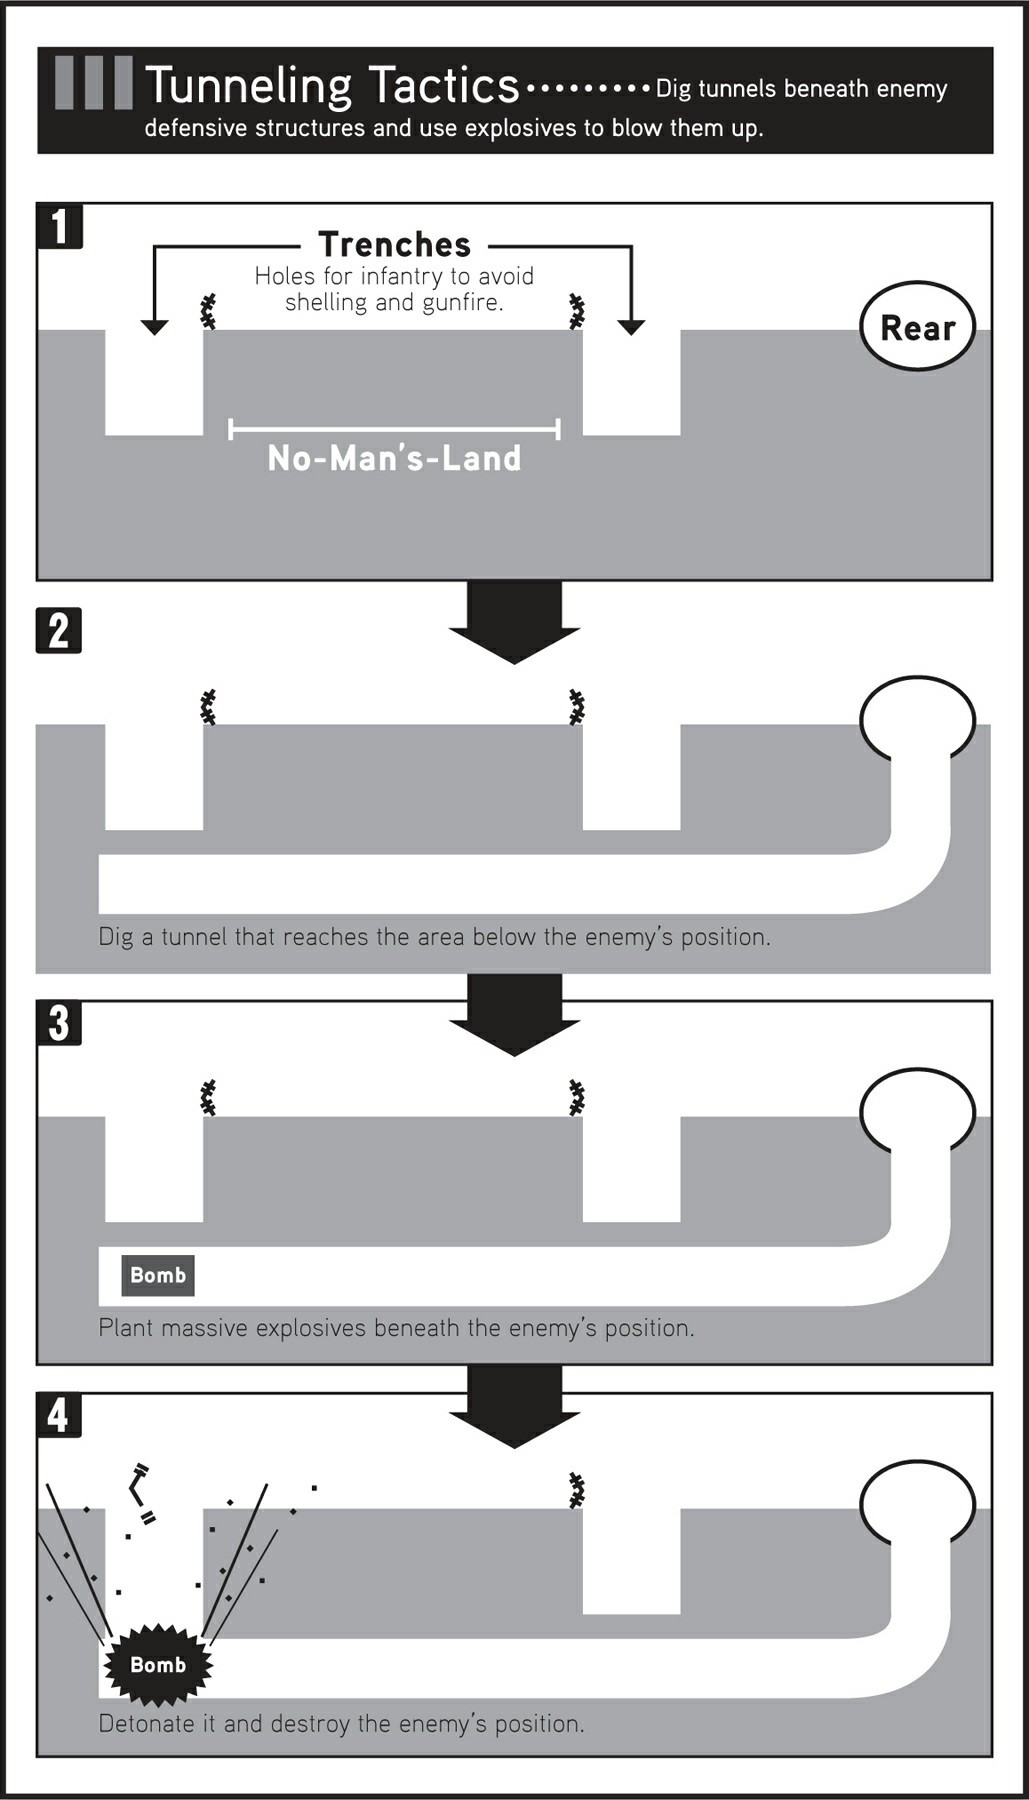 Tunneling Tactics ········· Dig tunnels beneath enemy
defensive structures and use explosives to blow them up.
1
Trenches
Holes for infantry to avoid
shelling and gunfire.
Rear
No-Man's-Land
2
Dig a tunnel that reaches the area below the enemy's position.
3
Bomb
Plant massive explosives beneath the enemy's position.
4
Bomb
Detonate it and destroy the enemy's position.